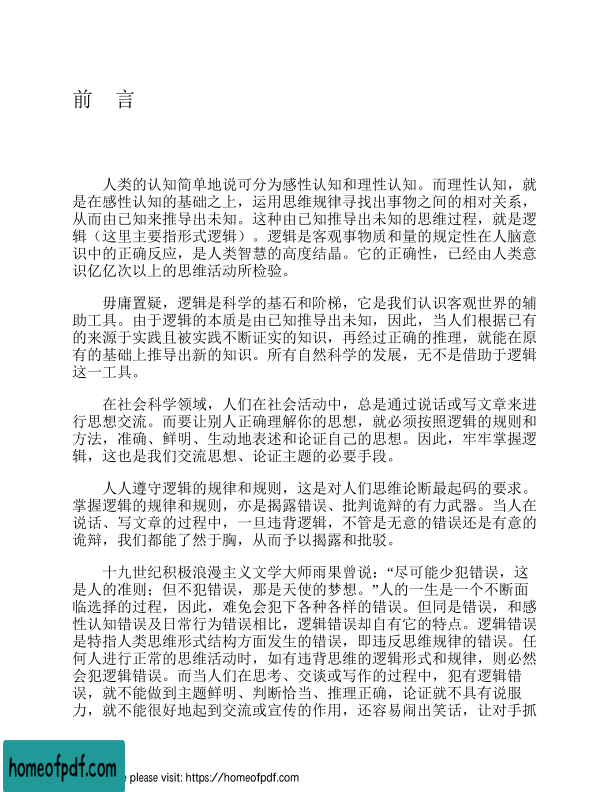 前　言
人类的认知简单地说可分为感性认知和理性认知。而理性认知，就
是在感性认知的基础之上，运用思维规律寻找出事物之间的相对关系，
从而由已知来推导出未知。这种由已知推导出未知的思维过程，就是逻
辑（这里主要指形式逻辑）。逻辑是客观事物质和量的规定性在人脑意
识中的正确反应，是人类智慧的高度结晶。它的正确性，已经由人类意
识亿亿次以上的思维活动所检验。
毋庸置疑，逻辑是科学的基石和阶梯，它是我们认识客观世界的辅
助工具。由于逻辑的本质是由已知推导出未知，因此，当人们根据已有
的来源于实践且被实践不断证实的知识，再经过正确的推理，就能在原
有的基础上推导出新的知识。所有自然科学的发展，无不是借助于逻辑
这一工具。
在社会科学领域，人们在社会活动中，总是通过说话或写文章来进
行思想交流。而要让别人正确理解你的思想，就必须按照逻辑的规则和
方法，准确、鲜明、生动地表述和论证自己的思想。因此，牢牢掌握逻
辑，这也是我们交流思想、论证主题的必要手段。
人人遵守逻辑的规律和规则，这是对人们思维论断最起码的要求。
掌握逻辑的规律和规则，亦是揭露错误、批判诡辩的有力武器。当人在
说话、写文章的过程中，一旦违背逻辑，不管是无意的错误还是有意的
诡辩，我们都能了然于胸，从而予以揭露和批驳。
十九世纪积极浪漫主义文学大师雨果曾说：“尽可能少犯错误，这
是人的准则；但不犯错误，那是天使的梦想。”人的一生是一个不断面
临选择的过程，因此，难免会犯下各种各样的错误。但同是错误，和感
性认知错误及日常行为错误相比，逻辑错误却自有它的特点。逻辑错误
是特指人类思维形式结构方面发生的错误，即违反思维规律的错误。任
何人进行正常的思维活动时，如有违背思维的逻辑形式和规律，则必然
会犯逻辑错误。而当人们在思考、交谈或写作的过程中，犯有逻辑错
误，就不能做到主题鲜明、判断恰当、推理正确，论证就不具有说服
力，就不能很好地起到交流或宣传的作用，还容易闹出笑话，让对手抓
homeofpdf.com
please visit: https://homeofpdf.com